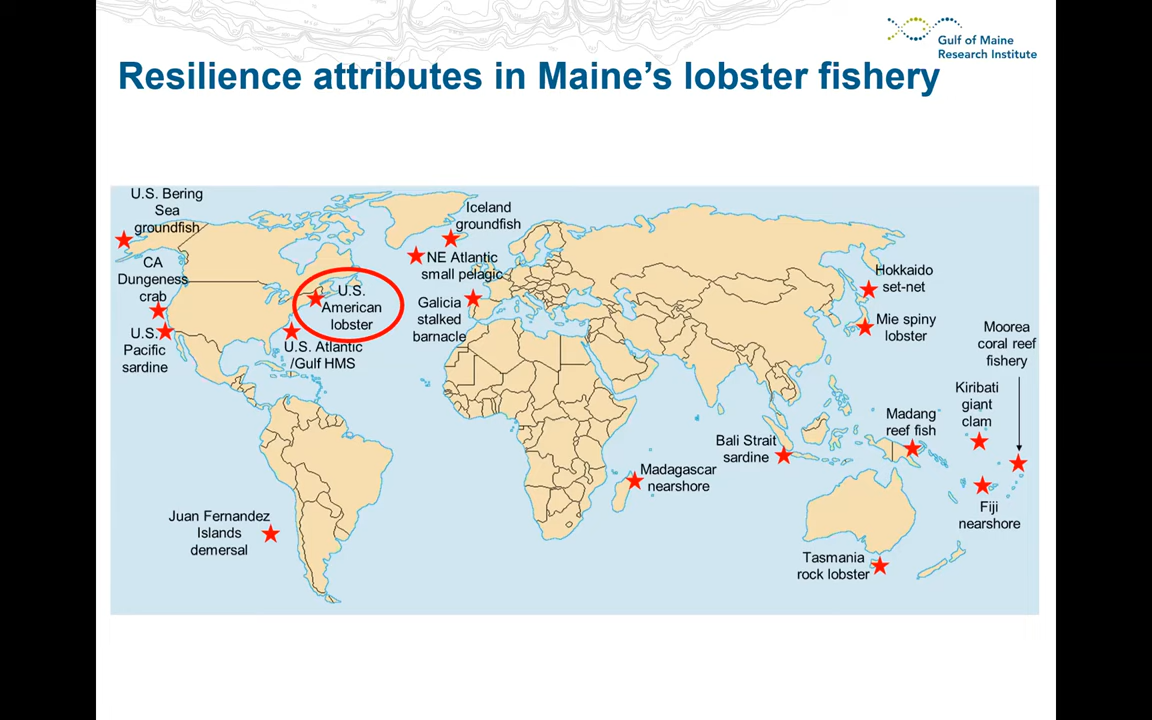 Gulf of Maine
Research Institute
Resilience attributes in Maine's lobster fishery
U.S. Bering
Sea
groundfish
CA
Dungeness
crab
U.S.
Pacific
sardine
U.S.
American
lobster
U.S. Atlantic
/Gulf HMS
Juan Fernandez
Islands
demersal
Iceland
groundfish
NE Atlantic
small pelagic
Galicia
stalked
barnacle
Madagascar
nearshore
Bali Strait
sardine
Hokkaido
set-net
Mie spiny
lobster
Madang
reef fish
Kiribati
giant
clam
Moorea
coral reef
fishery
Fiji
nearshore
Tasmania
rock lobster